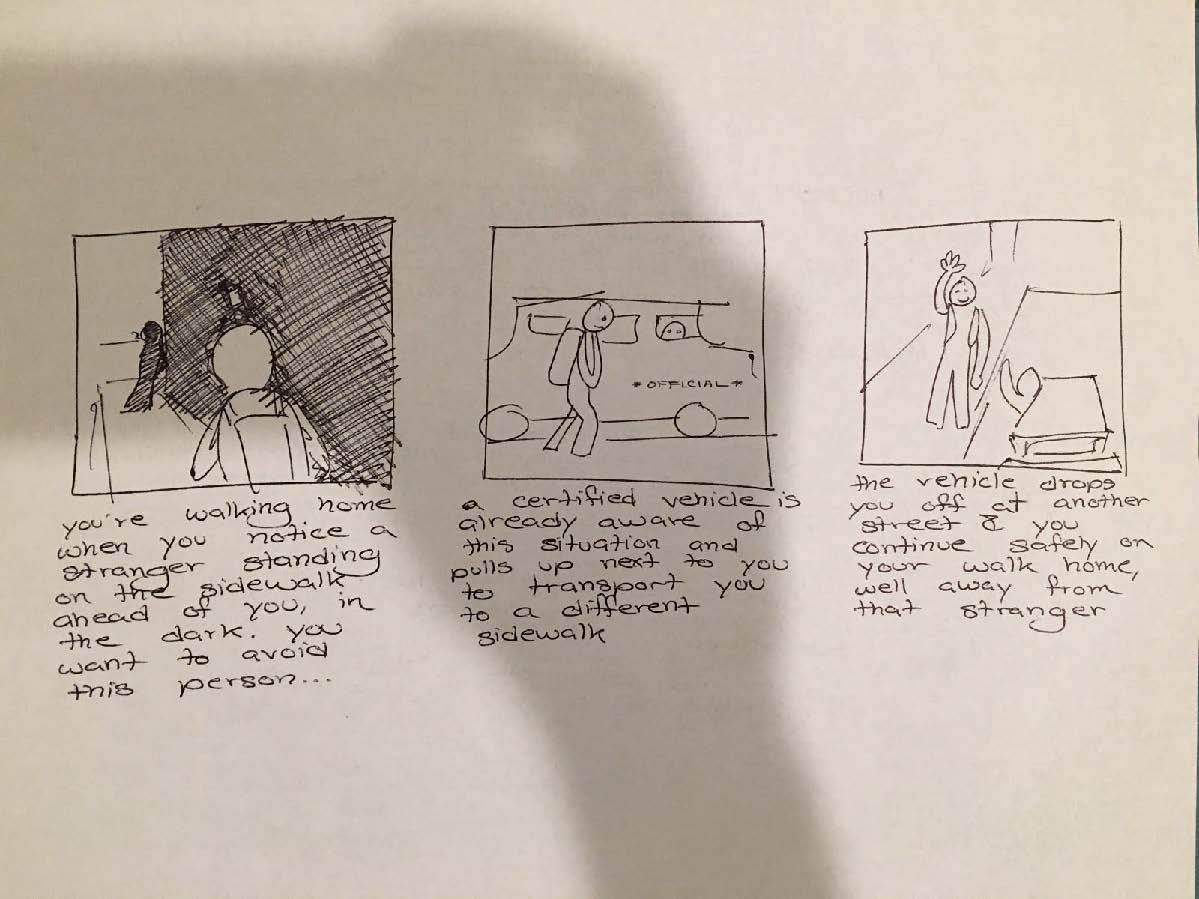 you're walking home
when you notice a
stranger standing
on the sidewalk
ahead of you, in
the dark. you
want to avoid
this person...
* OFFICIAL *
a certified vehicle is
already aware of
this situation and
pulls up next to you
to transport you
to a different
sidewalk
the vehicle drops
you off at another
street & you
continue safely on
your walk home,
well away from
that stranger